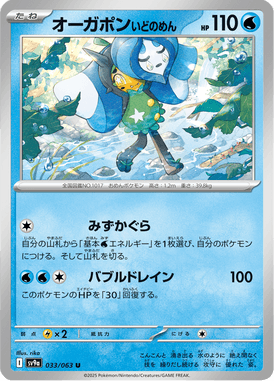 たね
オーガポン いどのめん
HP 110
全国図鑑NO.1017 おめんポケモン 高さ：1.2m 重さ：39.8kg
みずかぐら
自分の山札から「基本エネルギー」を1枚選び、自分のポケモン
につける。そして山札を切る。
バブルドレイン 100
このポケモンのHPを「30」回復する。
弱点 ×2 抵抗力 にげる
Illus. rika
SV9a 033/063 U
©2025 Pokémon/Nintendo/Creatures/GAME FREAK.